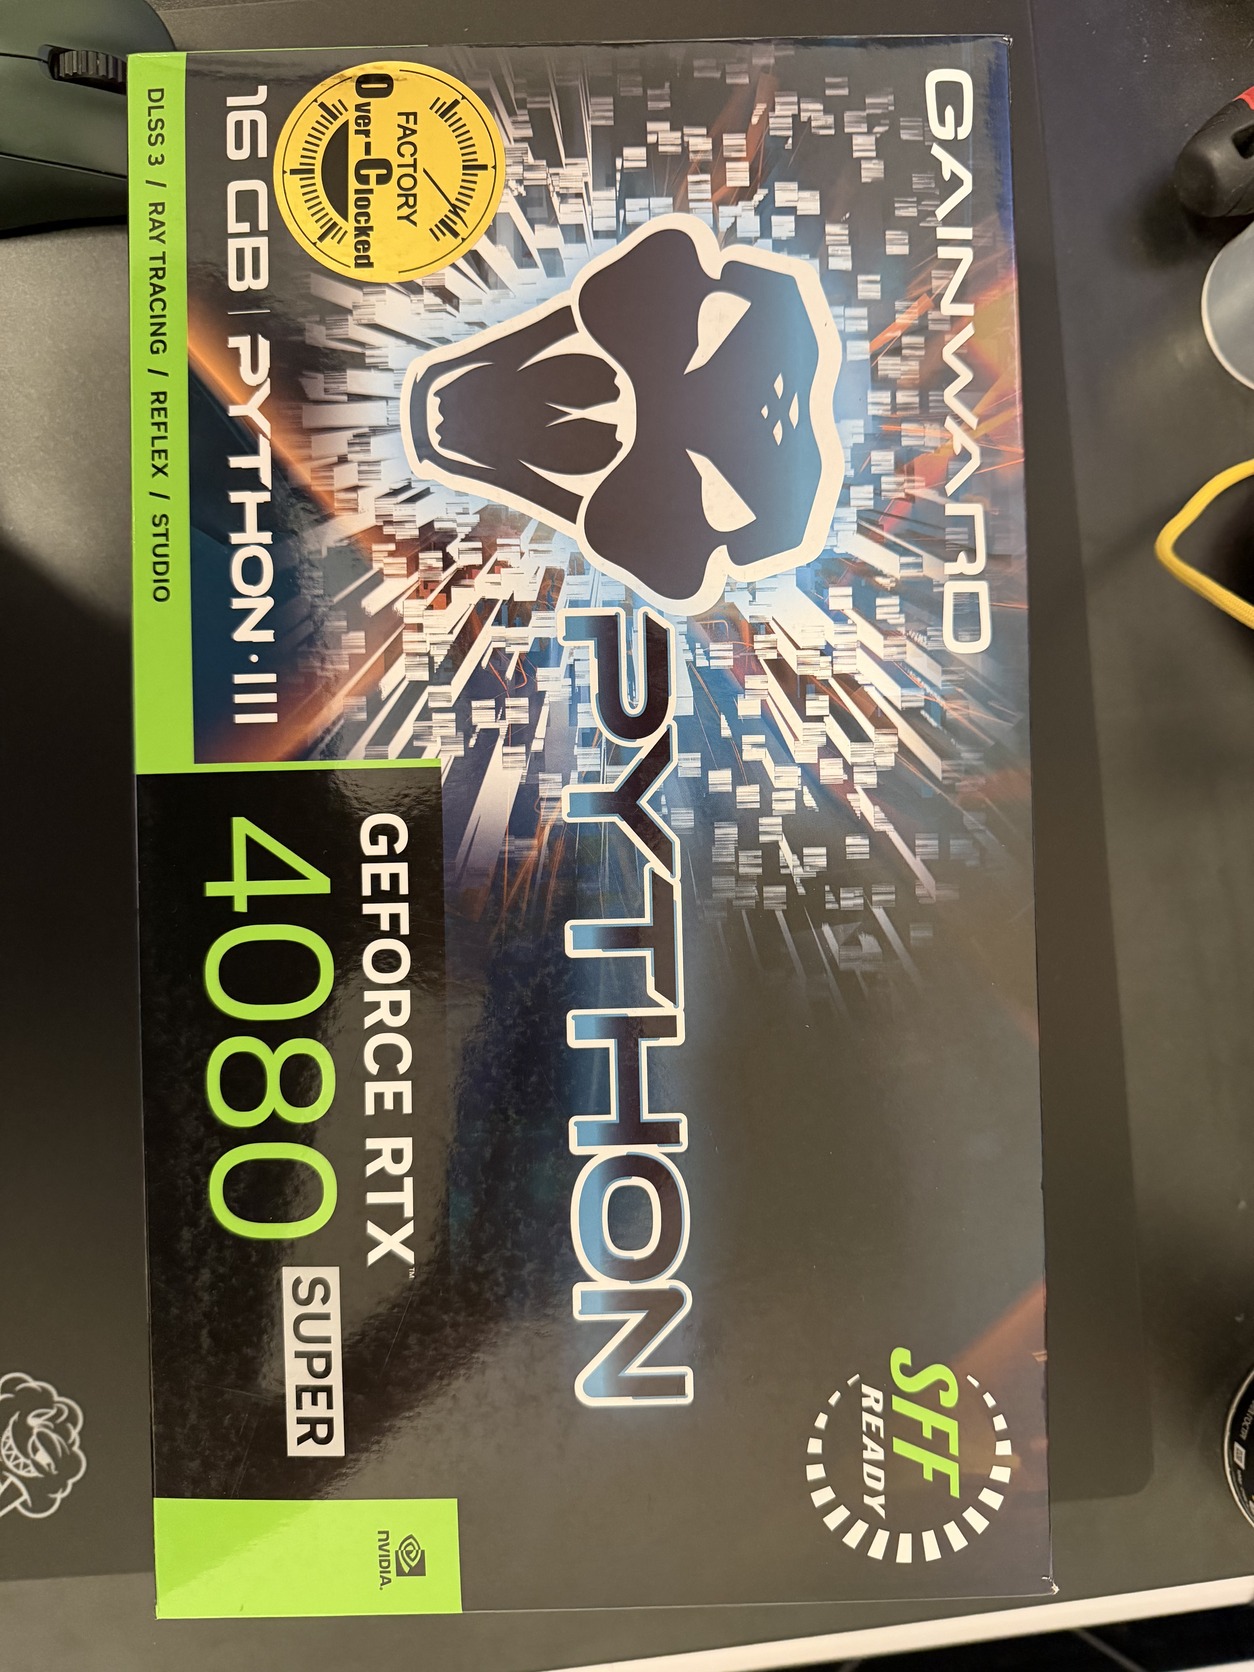 GAINWARD
SFF
READY
PYTHON
FACTORY
Over-Clocked
16 GB | PYTHON·III
GEFORCE RTX™
4080
SUPER
DLSS 3 / RAY TRACING / REFLEX / STUDIO
NVIDIA.